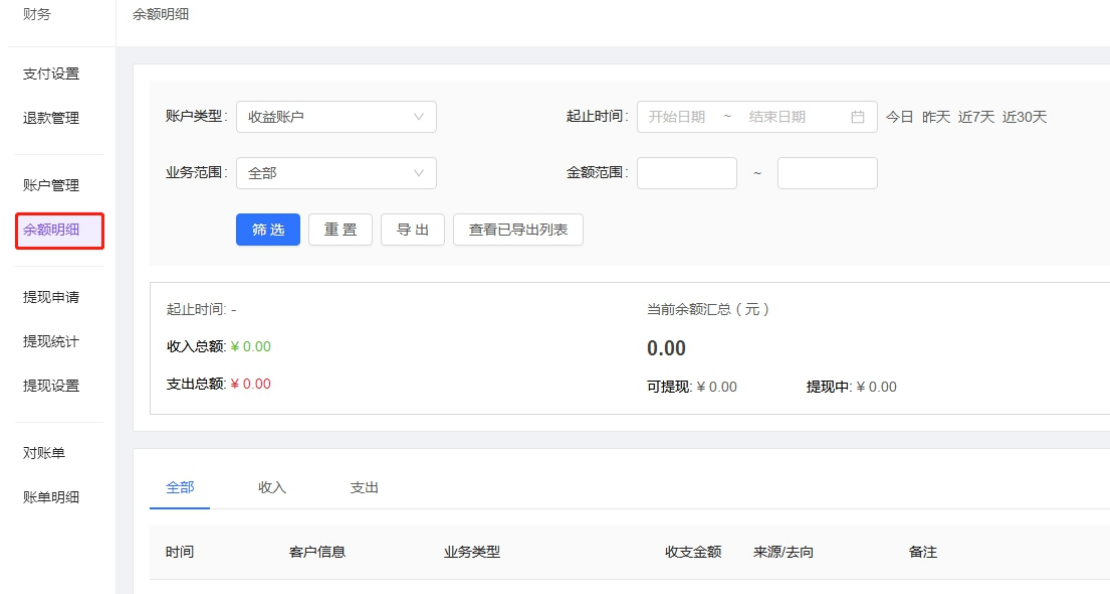 财务
余额明细
支付设置
退款管理
账户管理
余额明细
提现申请
提现统计
提现设置
对账单
账单明细
账户类型: 收益账户
起止时间: 开始日期 ~ 结束日期 今日 昨天 近7天 近30天
业务范围: 全部
金额范围: ~
筛 选 重 置 导 出 查看已导出列表
起止时间: -
收入总额: ¥ 0.00
支出总额: ¥ 0.00
当前余额汇总（元）
0.00
可提现: ¥ 0.00 提现中: ¥ 0.00
全部 收入 支出
时间 客户信息 业务类型 收支金额 来源/去向 备注